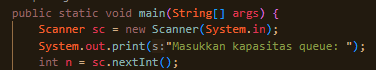 public static void main(String[] args) {
Scanner sc = new Scanner(System.in);
System.out.print(s:"Masukkan kapasitas queue: ");
int n = sc.nextInt();